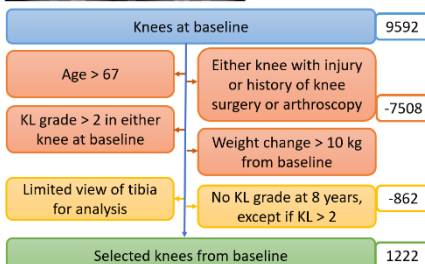 Knees at baseline
9592
Age > 67
Either knee with injury
or history of knee
surgery or arthroscopy
-7508
KL grade > 2 in either
knee at baseline
Weight change > 10 kg
from baseline
Limited view of tibia
for analysis
No KL grade at 8 years,
except if KL > 2
-862
Selected knees from baseline
1222